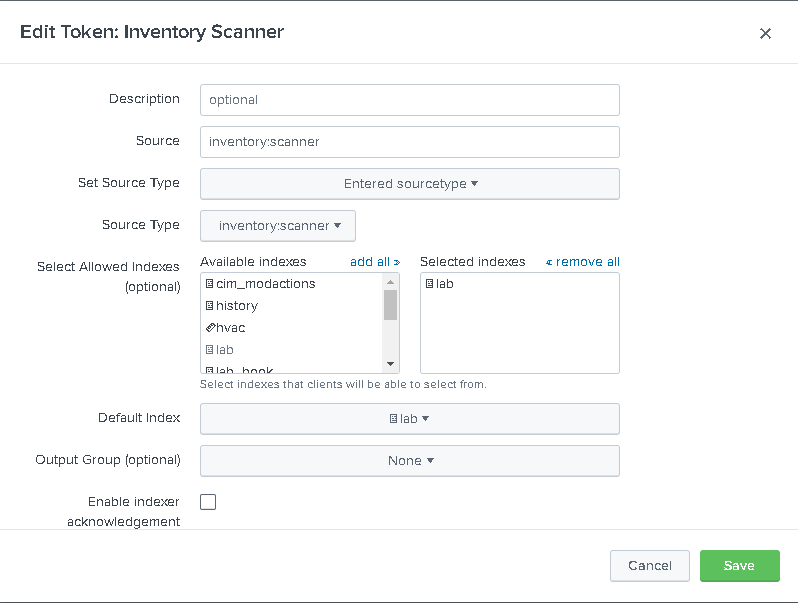 Edit Token: Inventory Scanner
Description
optional
Source
inventory:scanner
Set Source Type
Entered sourcetype
Source Type
inventory:scanner
Select Allowed Indexes
(optional)
Available indexes
add all »
Selected indexes
« remove all
cim_modactions
history
hvac
lab
lab_hook
lab
Select indexes that clients will be able to select from.
Default Index
lab
Output Group (optional)
None
Enable indexer
acknowledgement
Cancel
Save